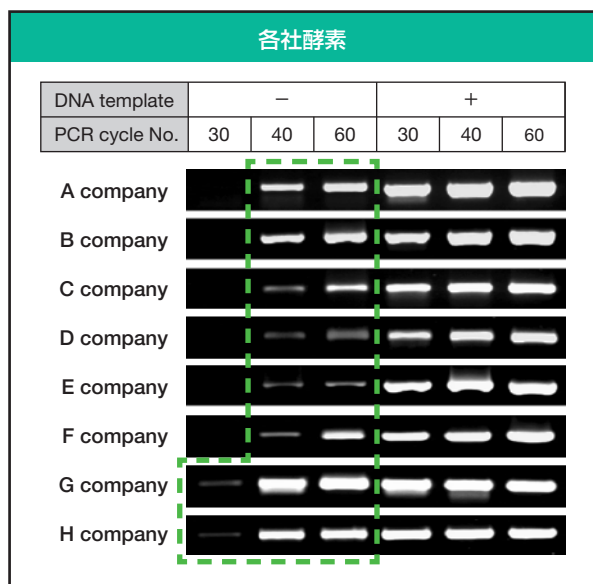 各社酵素
DNA template － ＋
PCR cycle No. 30 40 60 30 40 60
A company
B company
C company
D company
E company
F company
G company
H company